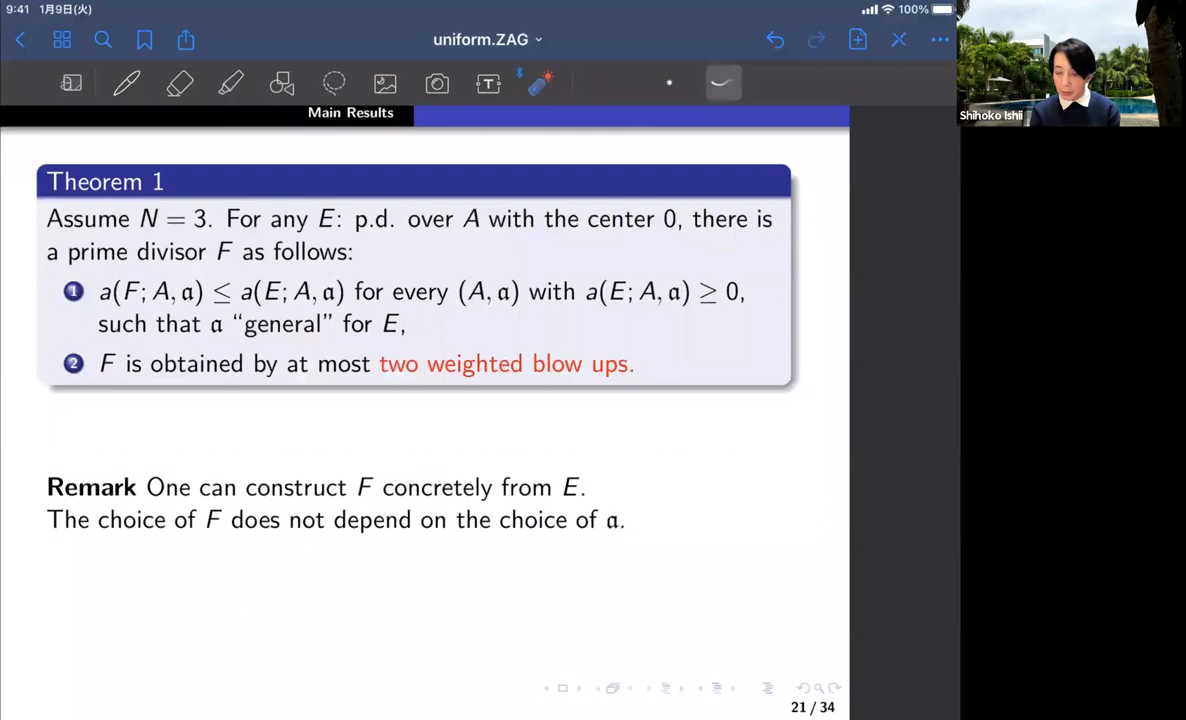 9:41 1月9日(火)
100%
uniform.ZAG
T
Main Results
Shihoko Ishii
Theorem 1
Assume N = 3. For any E: p.d. over A with the center 0, there is
a prime divisor F as follows:
1 a(F; A, 𝔞) ≤ a(E; A, 𝔞) for every (A, 𝔞) with a(E; A, 𝔞) ≥ 0,
such that 𝔞 “general” for E,
2 F is obtained by at most two weighted blow ups.
Remark One can construct F concretely from E.
The choice of F does not depend on the choice of 𝔞.
21 / 34